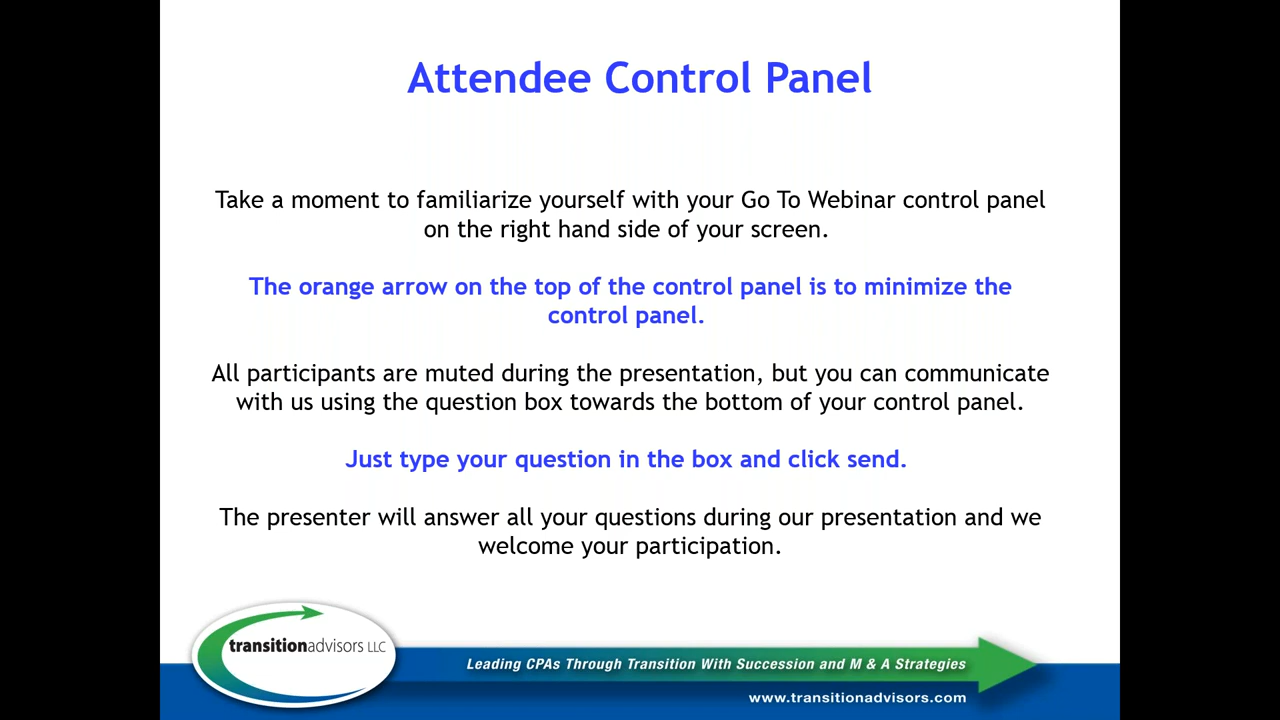 Attendee Control Panel
Take a moment to familiarize yourself with your Go To Webinar control panel
on the right hand side of your screen.
The orange arrow on the top of the control panel is to minimize the
control panel.
All participants are muted during the presentation, but you can communicate
with us using the question box towards the bottom of your control panel.
Just type your question in the box and click send.
The presenter will answer all your questions during our presentation and we
welcome your participation.
transitionadvisors LLC
Leading CPAs Through Transition With Succession and M & A Strategies
www.transitionadvisors.com